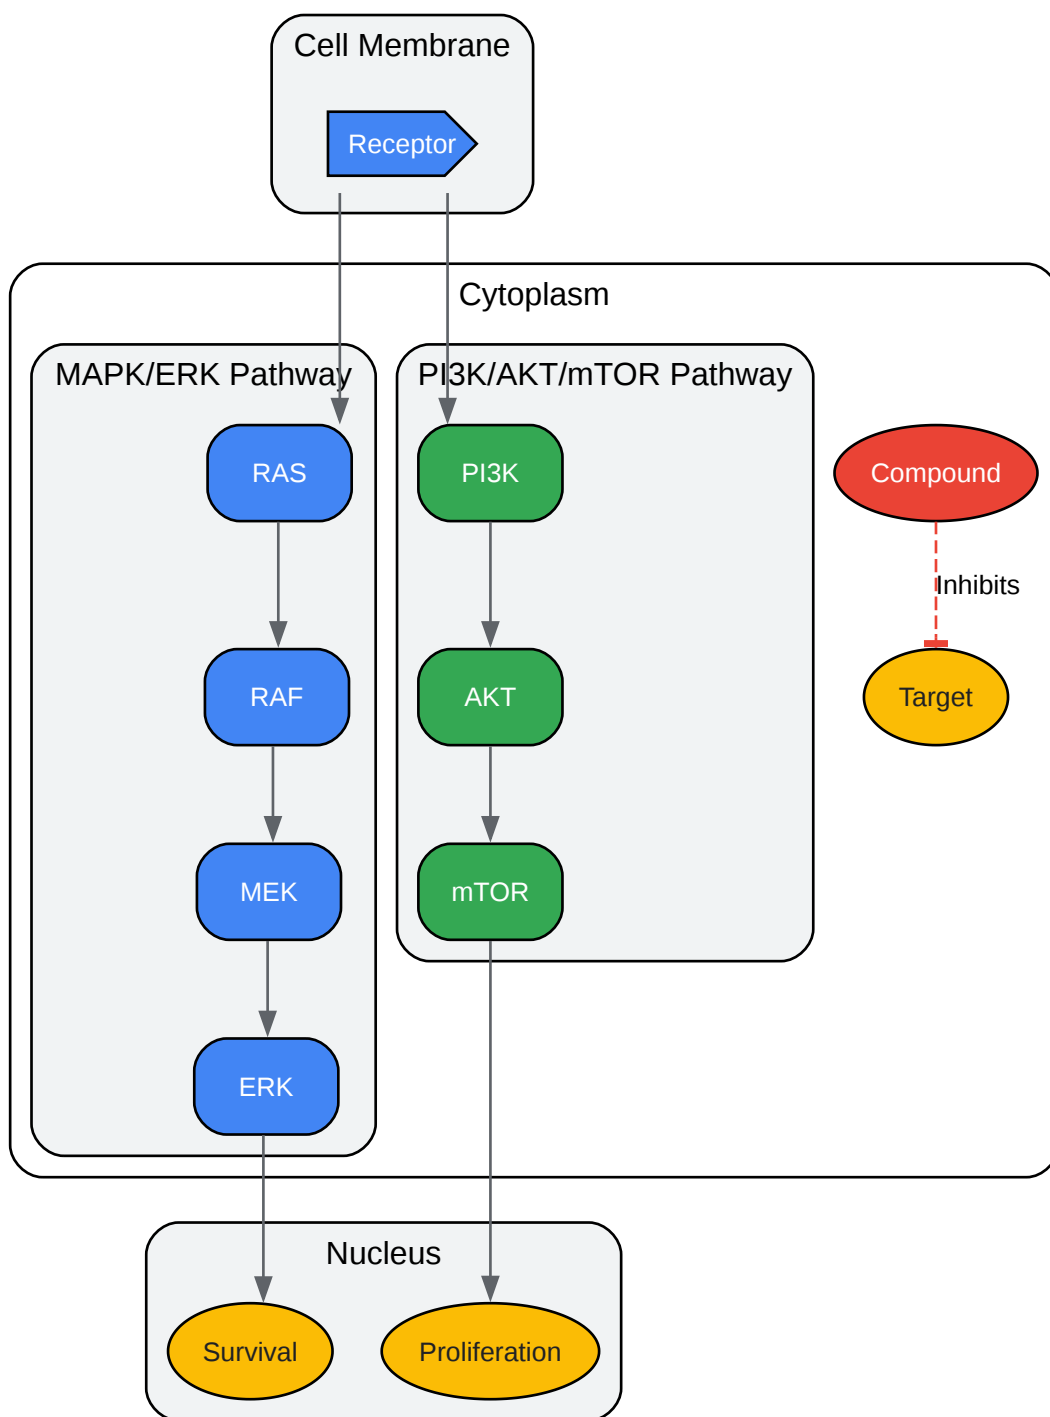 Cell Membrane
Receptor
Cytoplasm
MAPK/ERK Pathway
PI3K/AKT/mTOR Pathway
RAS
PI3K
Compound
Inhibits
RAF
AKT
Target
MEK
mTOR
ERK
Nucleus
Survival
Proliferation